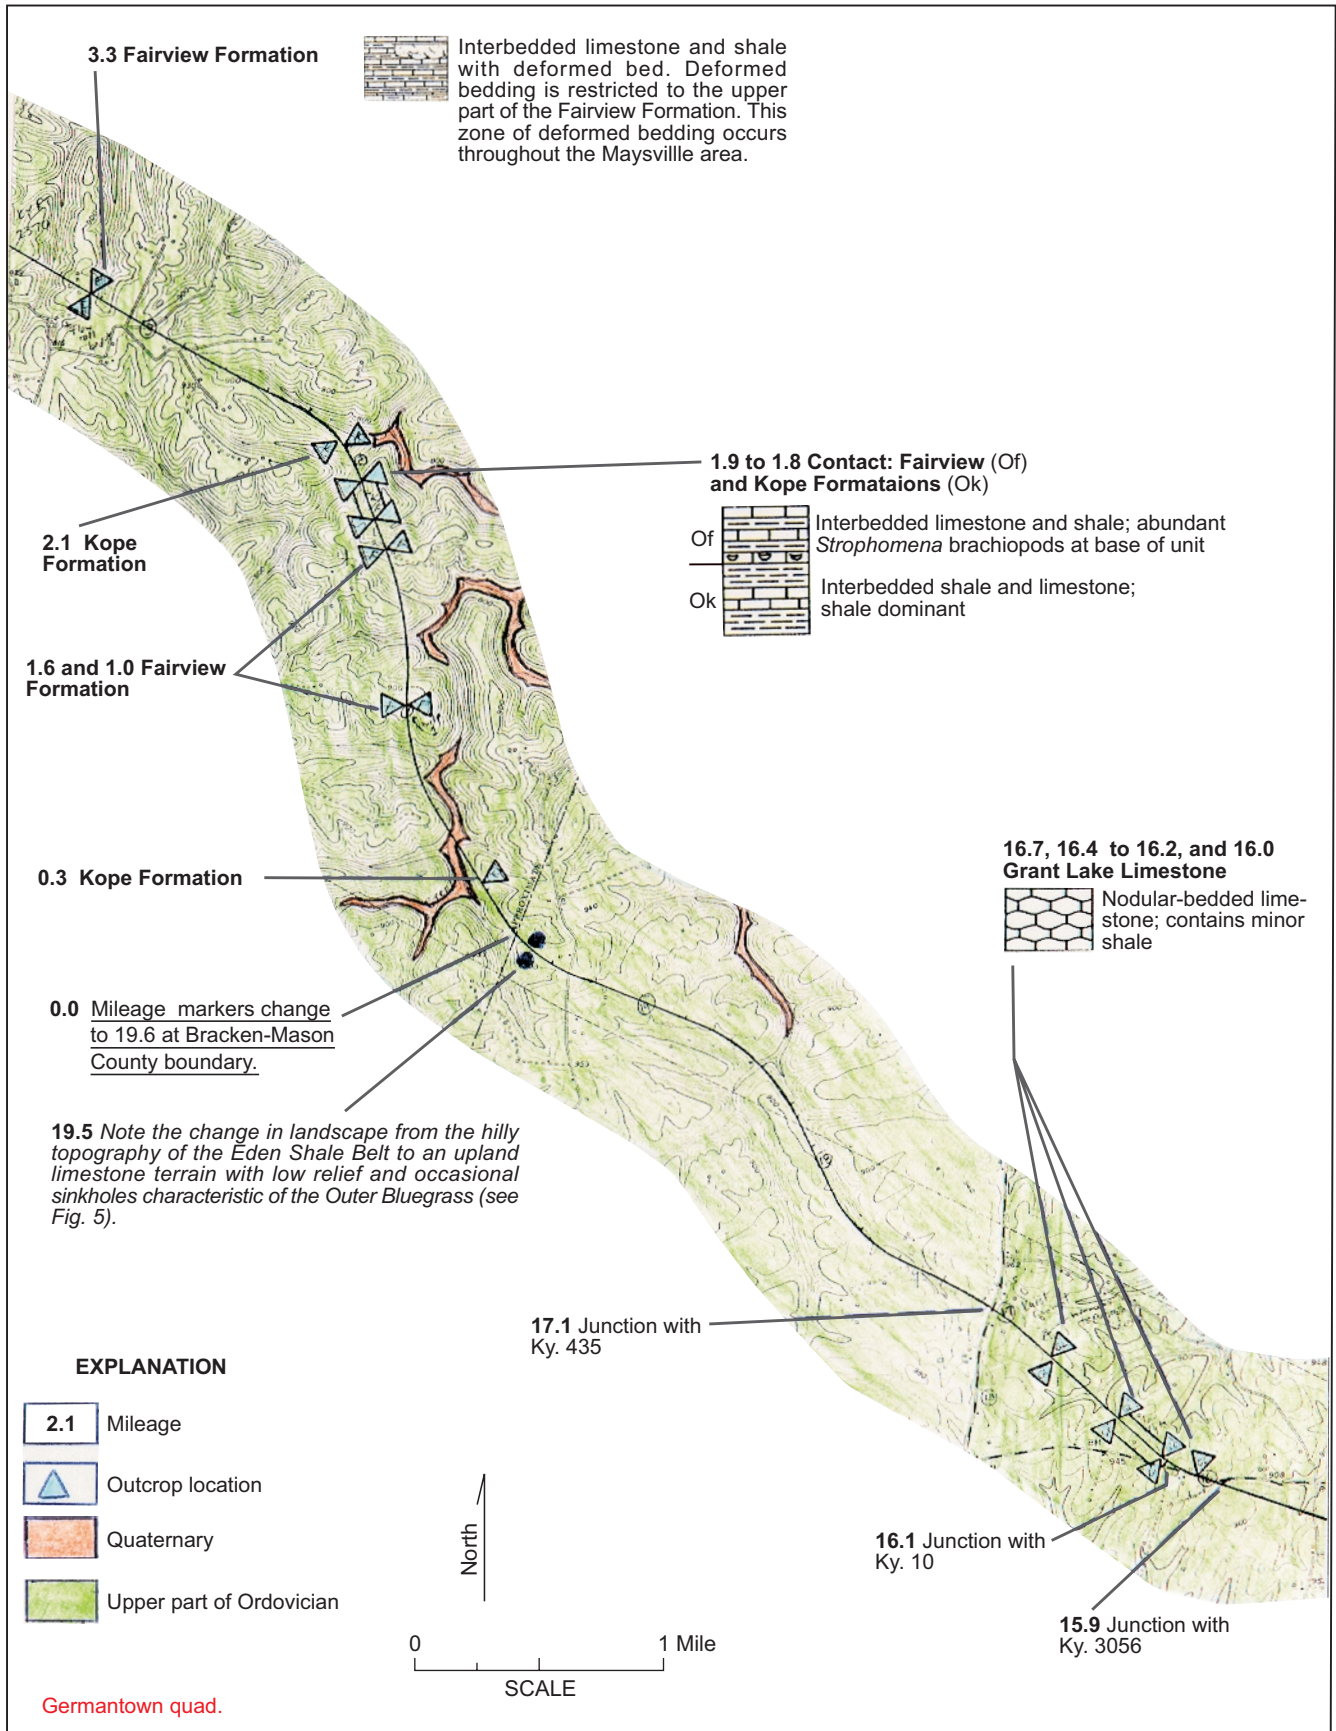 3.3 Fairview Formation
Interbedded limestone and shale
with deformed bed. Deformed
bedding is restricted to the upper
part of the Fairview Formation. This
zone of deformed bedding occurs
throughout the Maysvillle area.
1.9 to 1.8 Contact: Fairview (Of)
and Kope Formataions (Ok)
Of
Interbedded limestone and shale; abundant
Strophomena brachiopods at base of unit
Ok
Interbedded shale and limestone;
shale dominant
2.1 Kope
Formation
1.6 and 1.0 Fairview
Formation
0.3 Kope Formation
16.7, 16.4 to 16.2, and 16.0
Grant Lake Limestone
Nodular-bedded lime-
stone; contains minor
shale
0.0 Mileage markers change
to 19.6 at Bracken-Mason
County boundary.
19.5 Note the change in landscape from the hilly
topography of the Eden Shale Belt to an upland
limestone terrain with low relief and occasional
sinkholes characteristic of the Outer Bluegrass (see
Fig. 5).
17.1 Junction with
Ky. 435
16.1 Junction with
Ky. 10
15.9 Junction with
Ky. 3056
EXPLANATION
2.1 Mileage
Outcrop location
Quaternary
Upper part of Ordovician
North
0 1 Mile
SCALE
Germantown quad.